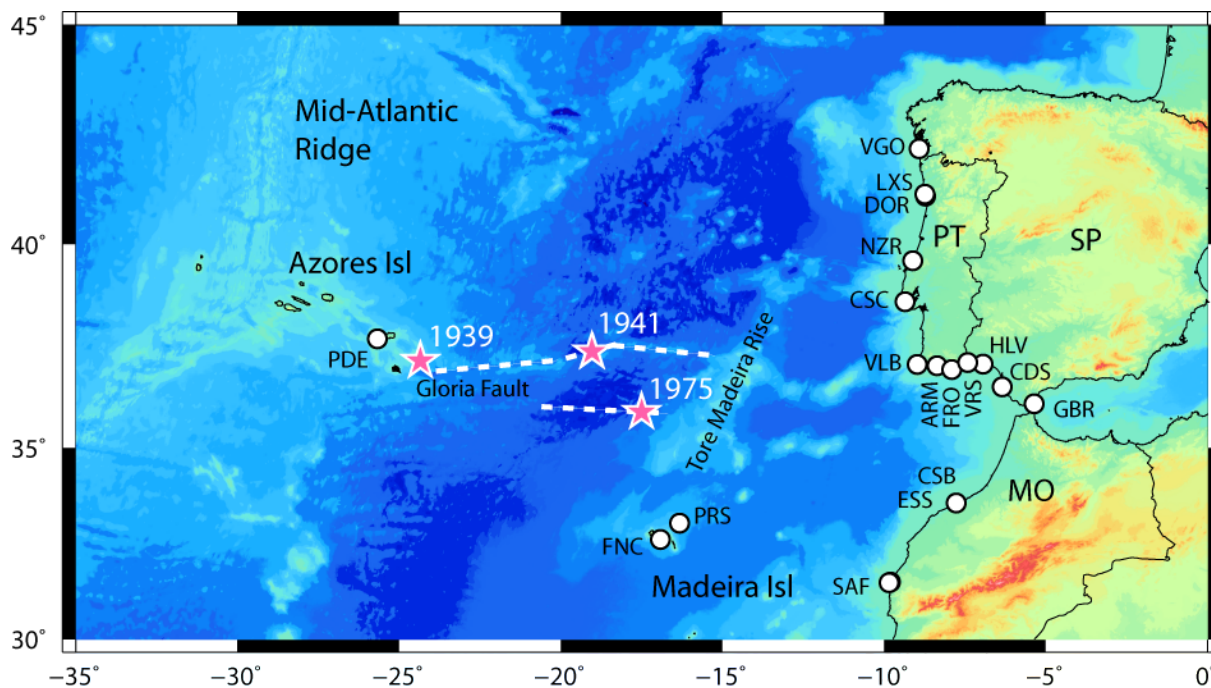 45°
40°
35°
30°
Mid-Atlantic
Ridge
Azores Isl
PDE
1939
1941
1975
Gloria Fault
Tore Madeira Rise
PRS
FNC
Madeira Isl
VGO
LXS
DOR
NZR
CSC
PT
SP
VLB
ARM
FRO
VRS
HLV
CDS
GBR
CSB
ESS
MO
SAF
−35°
−30°
−25°
−20°
−15°
−10°
−5°
0°